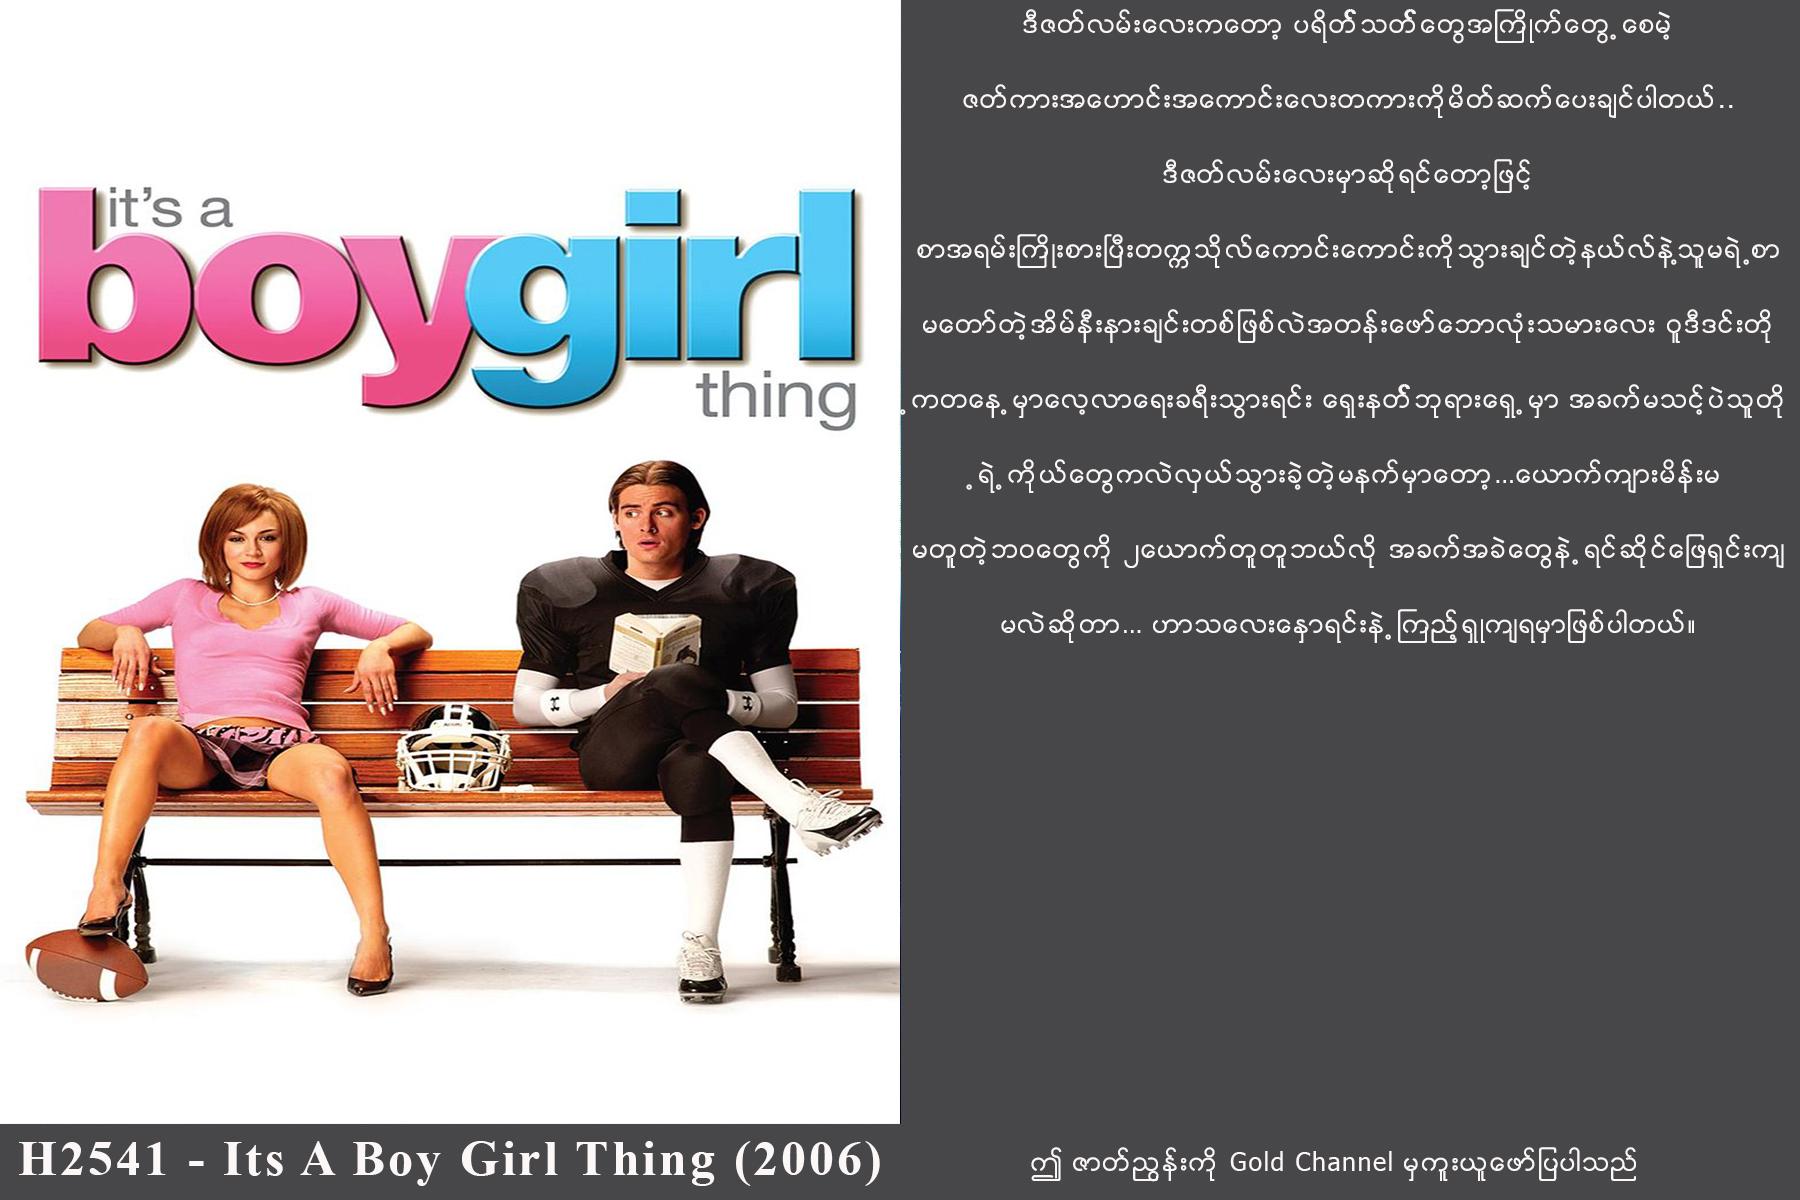 it's a
boygirl
thing
H2541 - Its A Boy Girl Thing (2006)
ဒီဇတ်လမ်းလေးကတော့ ပရိတ်သတ်တွေအကြိုက်တွေ့စေမဲ့
ဇတ်ကားအဟောင်းအကောင်းလေးတကားကိုမိတ်ဆက်ပေးချင်ပါတယ်..
ဒီဇတ်လမ်းလေးမှာဆိုရင်တော့ဖြင့်
စာအရမ်းကြိုးစားပြီးတက္ကသိုလ်ကောင်းကောင်းကိုသွားချင်တဲ့နယ်လ်နဲ့သူမရဲ့စာ
မတော်တဲ့အိမ်နီးနားချင်းတစ်ဖြစ်လဲအတန်းဖော်ဘောလုံးသမားလေး ဝူဒီဒင်းတို
့ကတနေ့မှာလေ့လာရေးခရီးသွားရင်း ရှေးနတ်ဘုရားရှေ့မှာ အခက်မသင့်ပဲသူတို
့ရဲ့ကိုယ်တွေကလဲလှယ်သွားခဲ့တဲ့မနက်မှာတော့...ယောက်ကျားမိန်းမ
မတူတဲ့ဘဝတွေကို ၂ယောက်တူတူဘယ်လို အခက်အခဲတွေနဲ့ရင်ဆိုင်ဖြေရှင်းကျ
မလဲဆိုတာ... ဟာသလေးနှောရင်းနဲ့ကြည့်ရှုကျရမှာဖြစ်ပါတယ်။
ဤ ဇာတ်ညွှန်းကို Gold Channel မှကူးယူဖော်ပြပါသည်